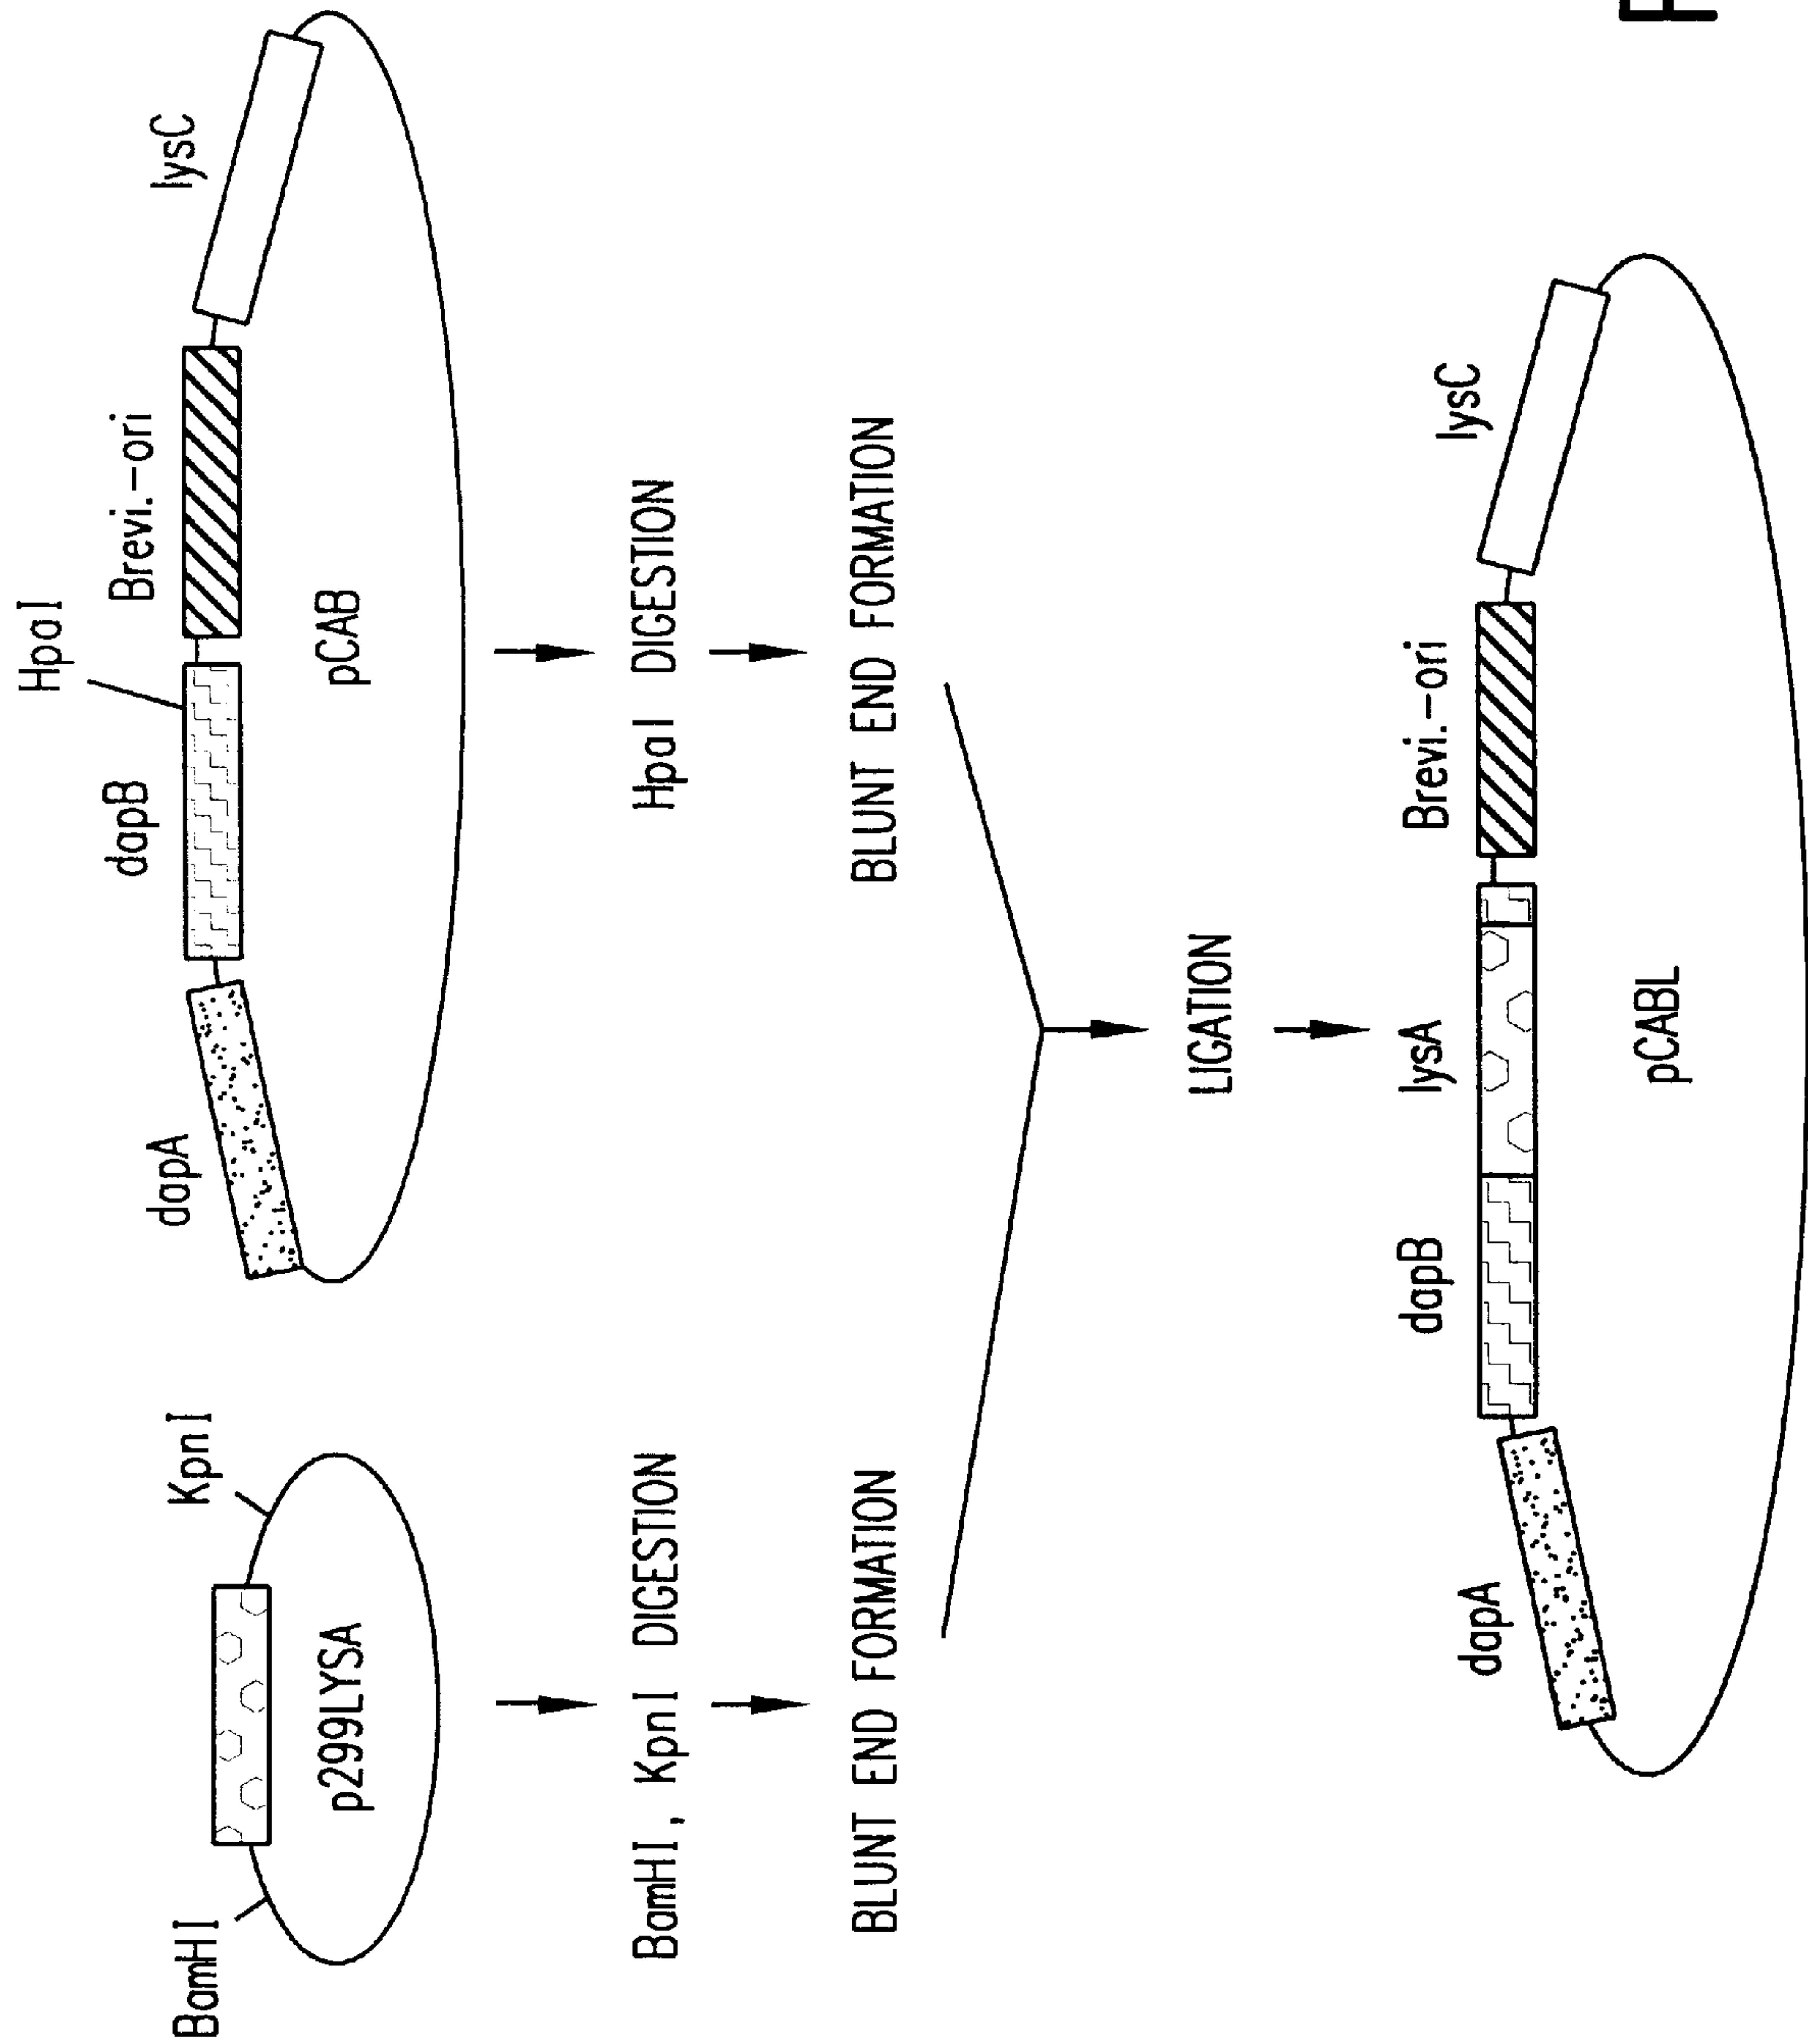 BamHI
KpnI
p299LYSA
BamHI, KpnI DIGESTION
BLUNT END FORMATION
HpaI
dapA
dapB
Brevi.-ori
lysC
pCAB
HpaI DIGESTION
BLUNT END FORMATION
LIGATION
dapA
dapB
lysA
Brevi.-ori
lysC
pCABL